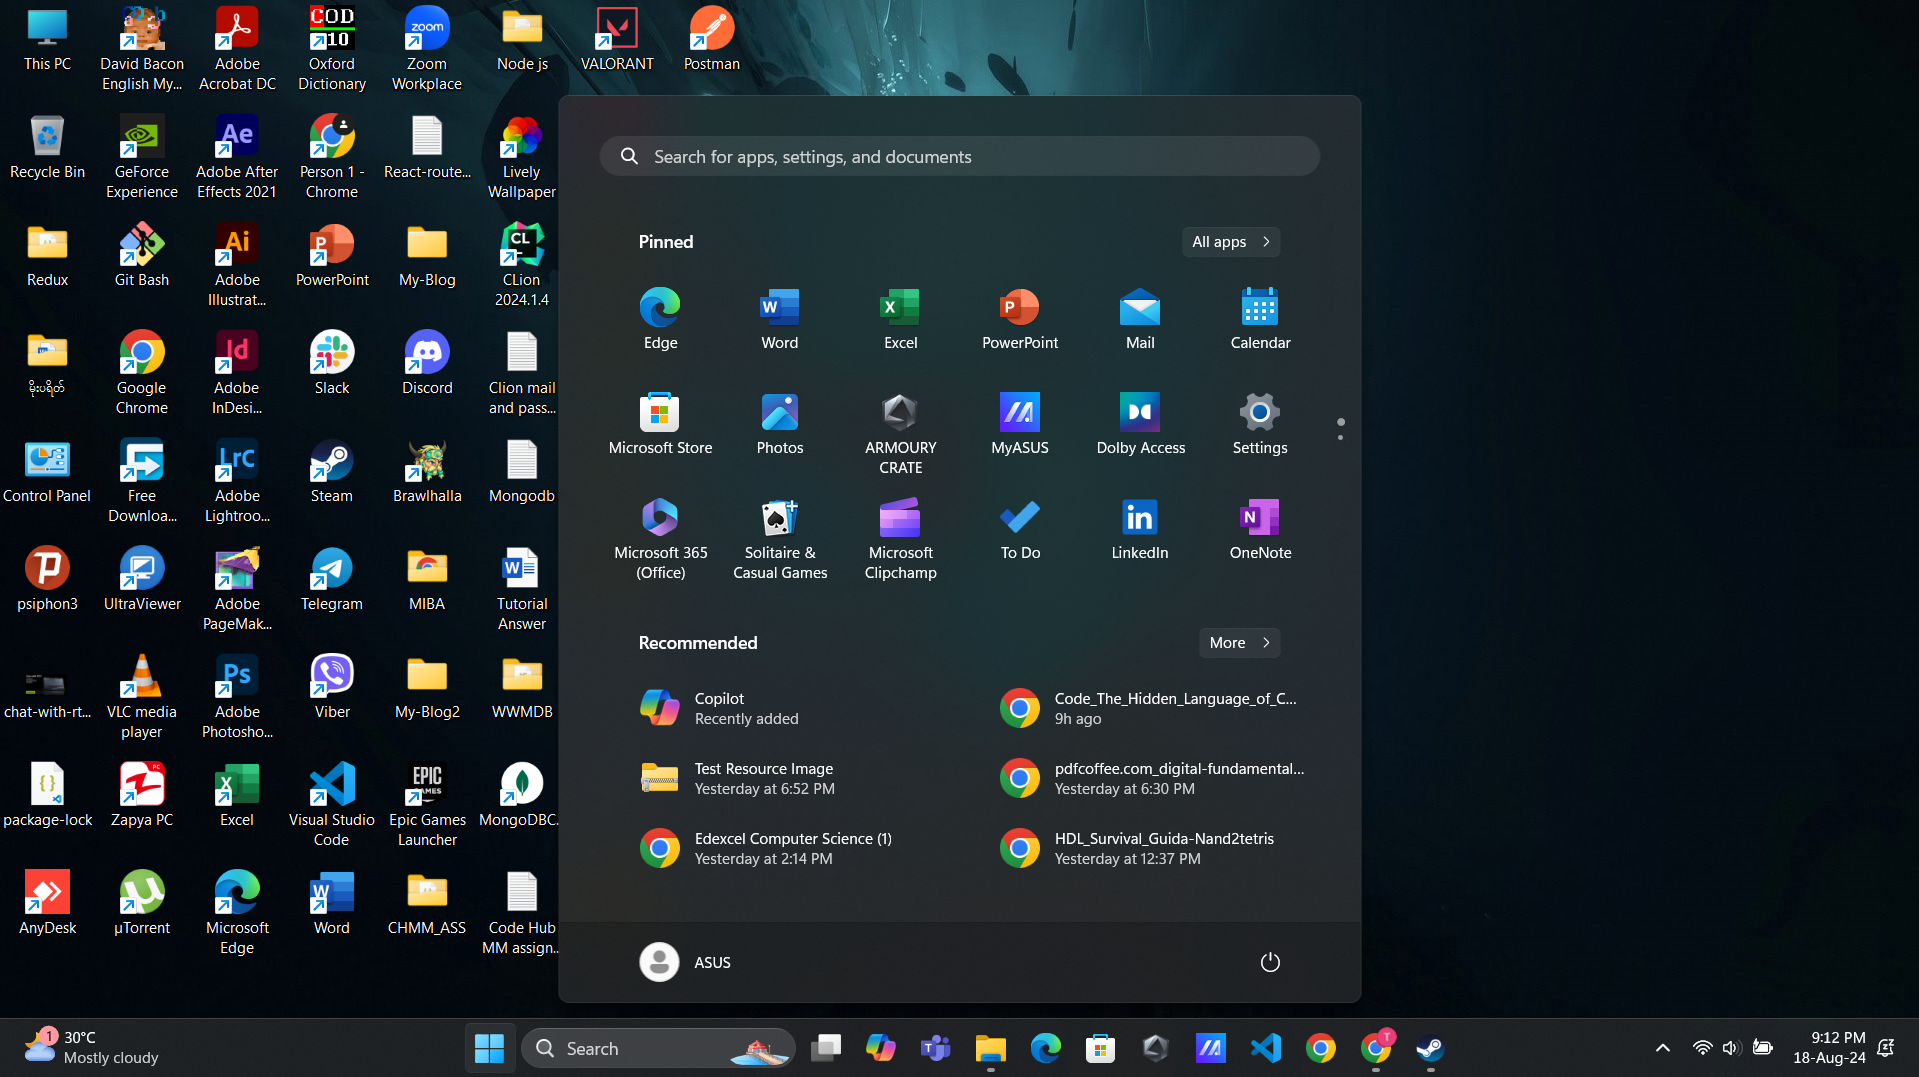 This PC
David Bacon
English My...
Adobe
Acrobat DC
COD
10
Oxford
Dictionary
zoom
Zoom
Workplace
Node js
VALORANT
Postman
Recycle Bin
GeForce
Experience
Ae
Adobe After
Effects 2021
Person 1 -
Chrome
React-route...
Lively
Wallpaper
Redux
Git Bash
Ai
Adobe
Illustrat...
P
PowerPoint
My-Blog
CL
CLion
2024.1.4
မိုးပရိတ်
Google
Chrome
Id
Adobe
InDesi...
Slack
Discord
Clion mail
and pass...
Control Panel
Free
Downloa...
LrC
Adobe
Lightroo...
Steam
Brawlhalla
Mongodb
P
psiphon3
UltraViewer
Adobe
PageMak...
Telegram
MIBA
W
Tutorial
Answer
chat-with-rt...
VLC media
player
Ps
Adobe
Photosho...
Viber
My-Blog2
WWMDB
{ }
package-lock
PC
Zapya PC
X
Excel
Visual Studio
Code
EPIC
GAMES
Epic Games
Launcher
MongoDBC...
AnyDesk
µ
µTorrent
Microsoft
Edge
W
Word
CHMM_ASS
Code Hub
MM assign...
Search for apps, settings, and documents
Pinned
All apps
Edge
W
Word
X
Excel
P
PowerPoint
Mail
Calendar
Microsoft Store
Photos
ARMOURY
CRATE
MyASUS
Dolby Access
Settings
Microsoft 365
(Office)
Solitaire &
Casual Games
Microsoft
Clipchamp
To Do
in
LinkedIn
N
OneNote
Recommended
More
Copilot
Recently added
Code_The_Hidden_Language_of_C...
9h ago
Test Resource Image
Yesterday at 6:52 PM
pdfcoffee.com_digital-fundamental...
Yesterday at 6:30 PM
Edexcel Computer Science (1)
Yesterday at 2:14 PM
HDL_Survival_Guida-Nand2tetris
Yesterday at 12:37 PM
ASUS
1
30°C
Mostly cloudy
Search
T
T
9:12 PM
18-Aug-24